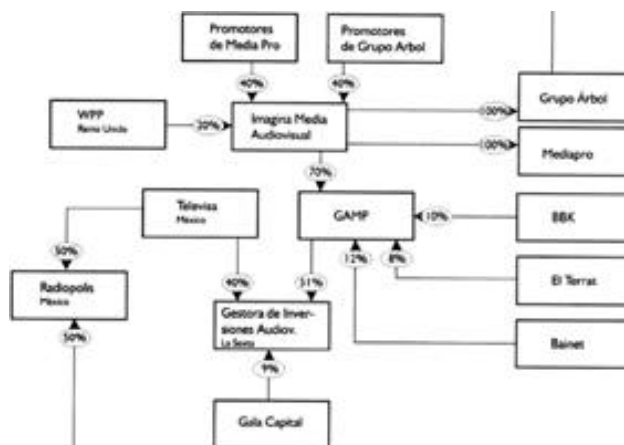 Promotores
de Media Pro
Promotores
de Grupo Arbol
40%
40%
Grupo Árbol
WPP
Reino Unido
20%
Imagina Media
Audiovisual
100%
100%
Mediapro
70%
Televisa
México
GAMP
10%
BBK
50%
12%
8%
El Terrat
Radiopolis
México
40%
51%
50%
Gestora de Inver-
siones Audiov.
La Sexta
Bainet
9%
Gala Capital